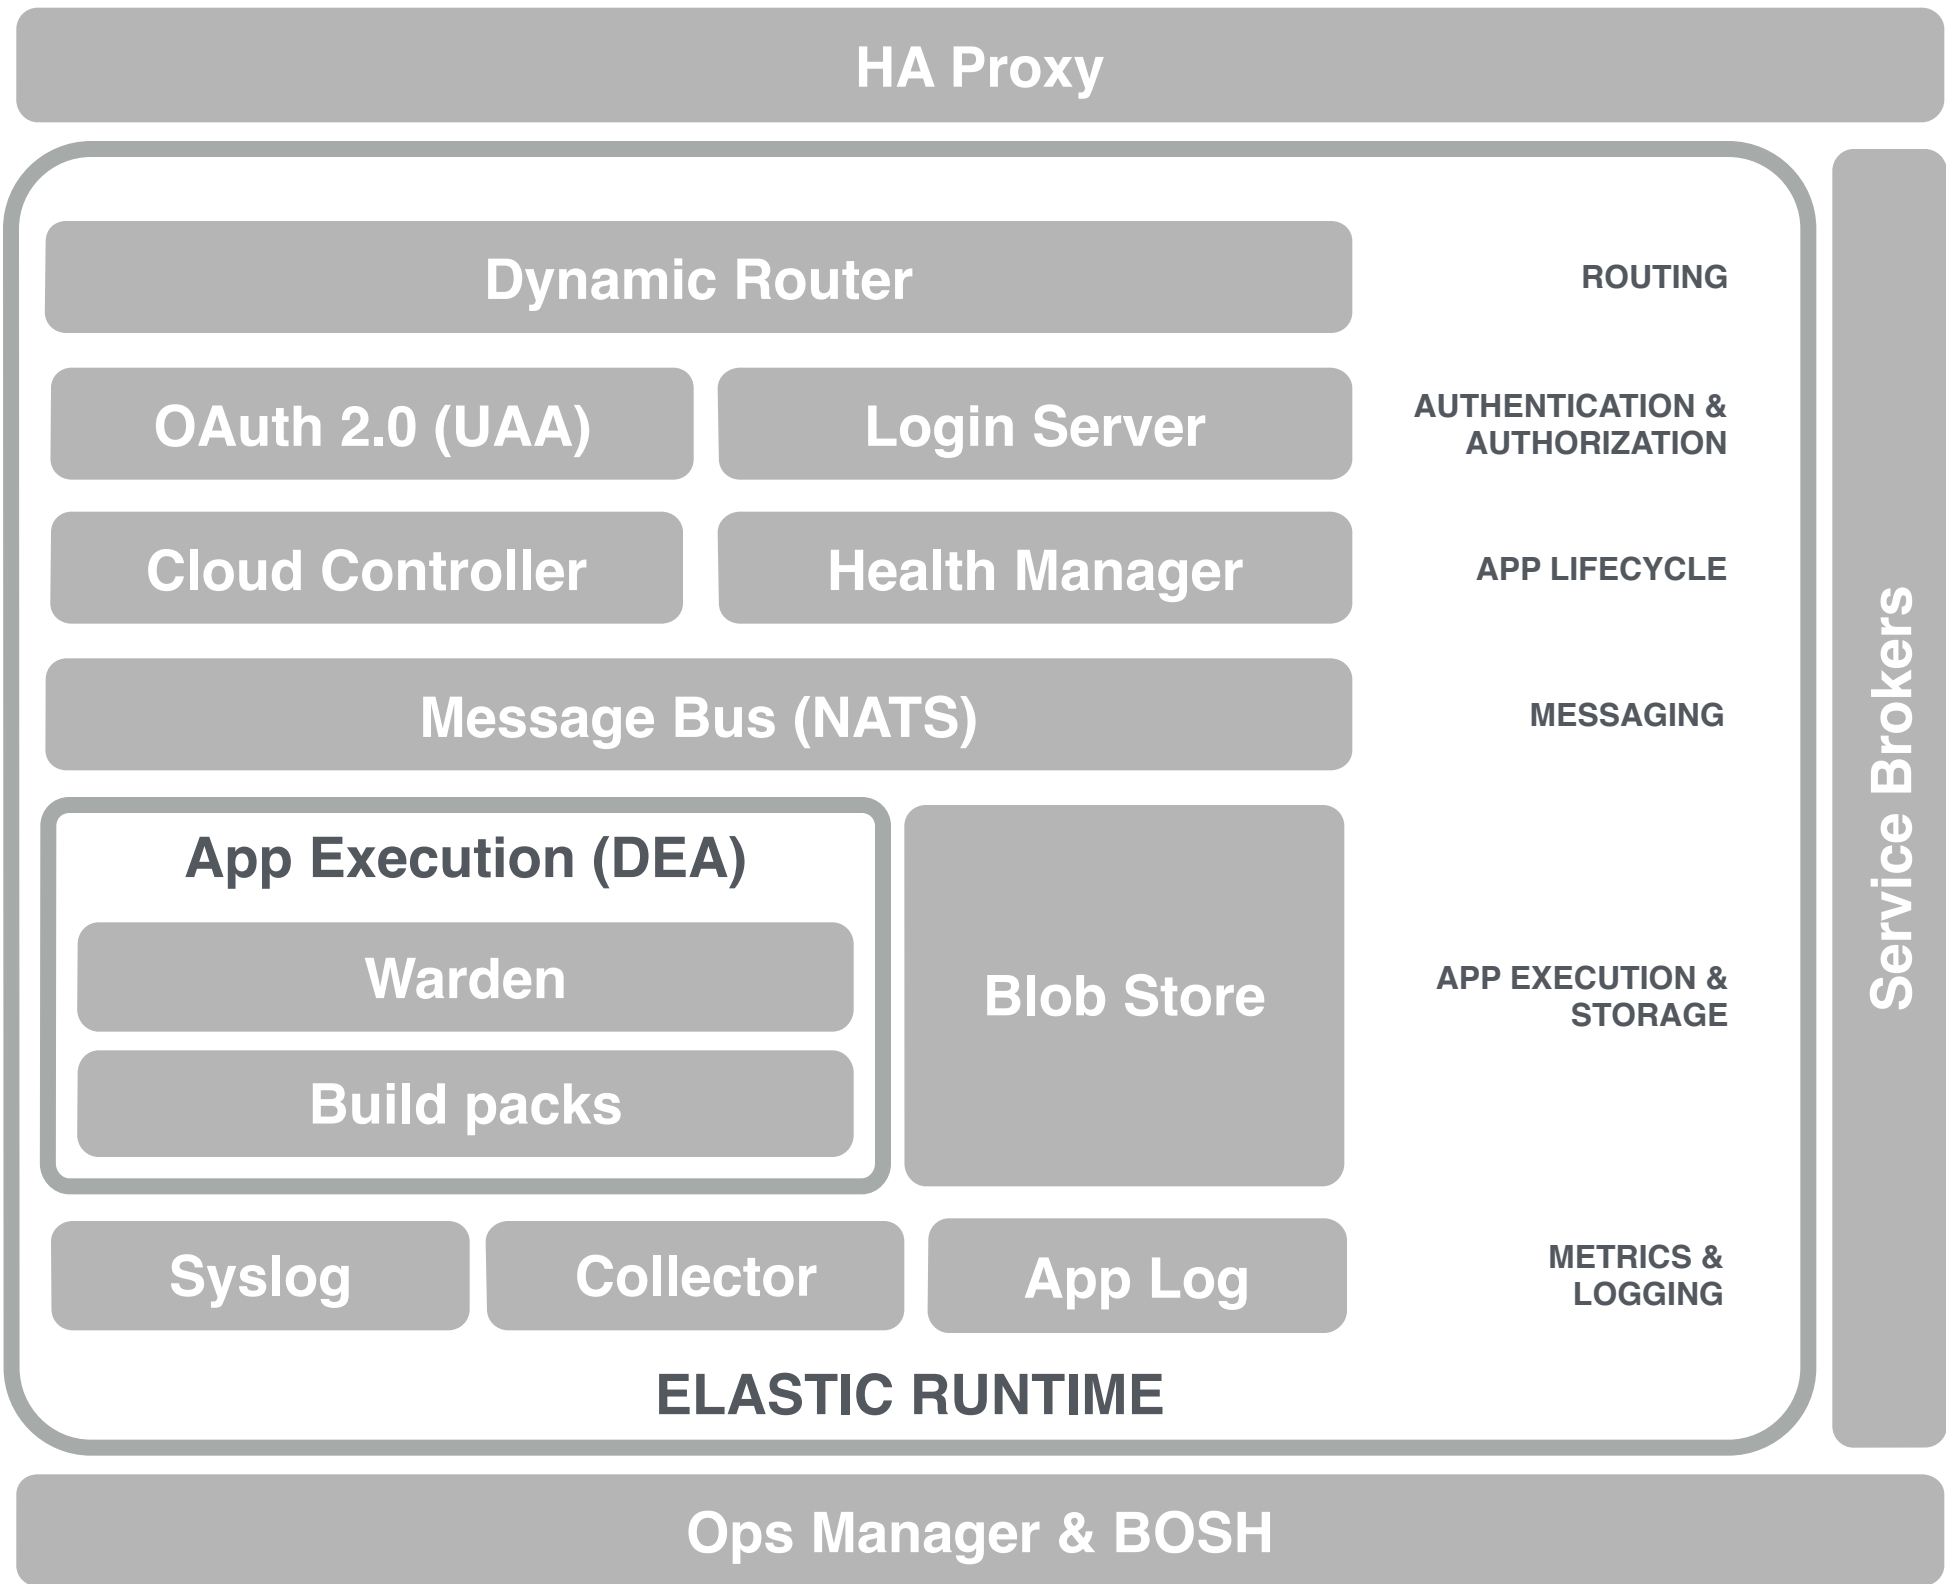 HA Proxy
Dynamic Router
ROUTING
OAuth 2.0 (UAA)
Login Server
AUTHENTICATION &
AUTHORIZATION
Cloud Controller
Health Manager
APP LIFECYCLE
Message Bus (NATS)
MESSAGING
App Execution (DEA)
Warden
Build packs
Blob Store
APP EXECUTION &
STORAGE
Syslog
Collector
App Log
METRICS &
LOGGING
ELASTIC RUNTIME
Service Brokers
Ops Manager & BOSH